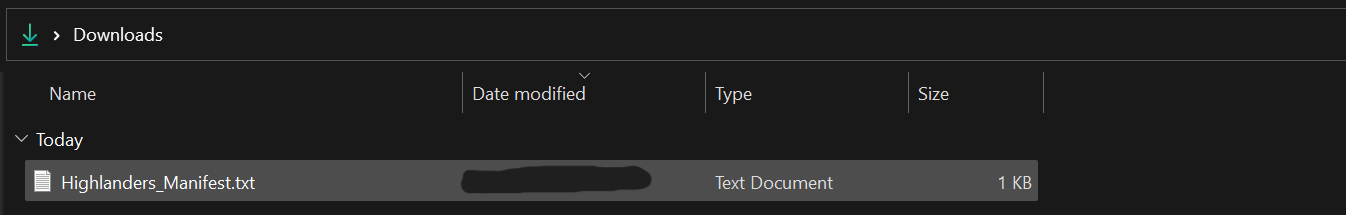 Downloads
Name Date modified Type Size
Today
Highlanders_Manifest.txt Text Document 1 KB